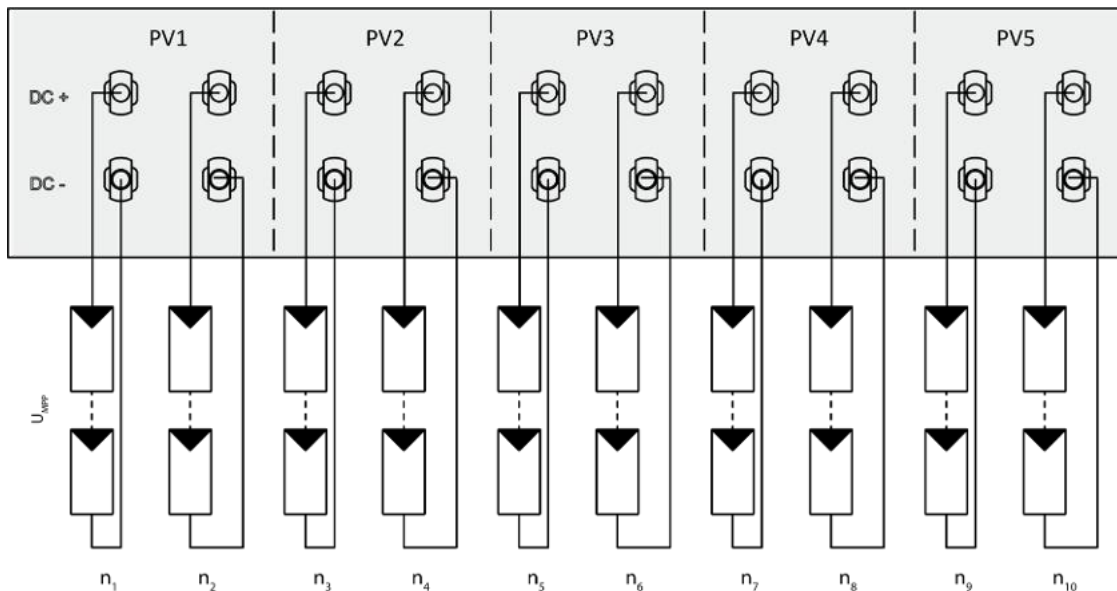 PV1 PV2 PV3 PV4 PV5
DC +
DC -
U_MPP
n₁ n₂ n₃ n₄ n₅ n₆ n₇ n₈ n₉ n₁₀